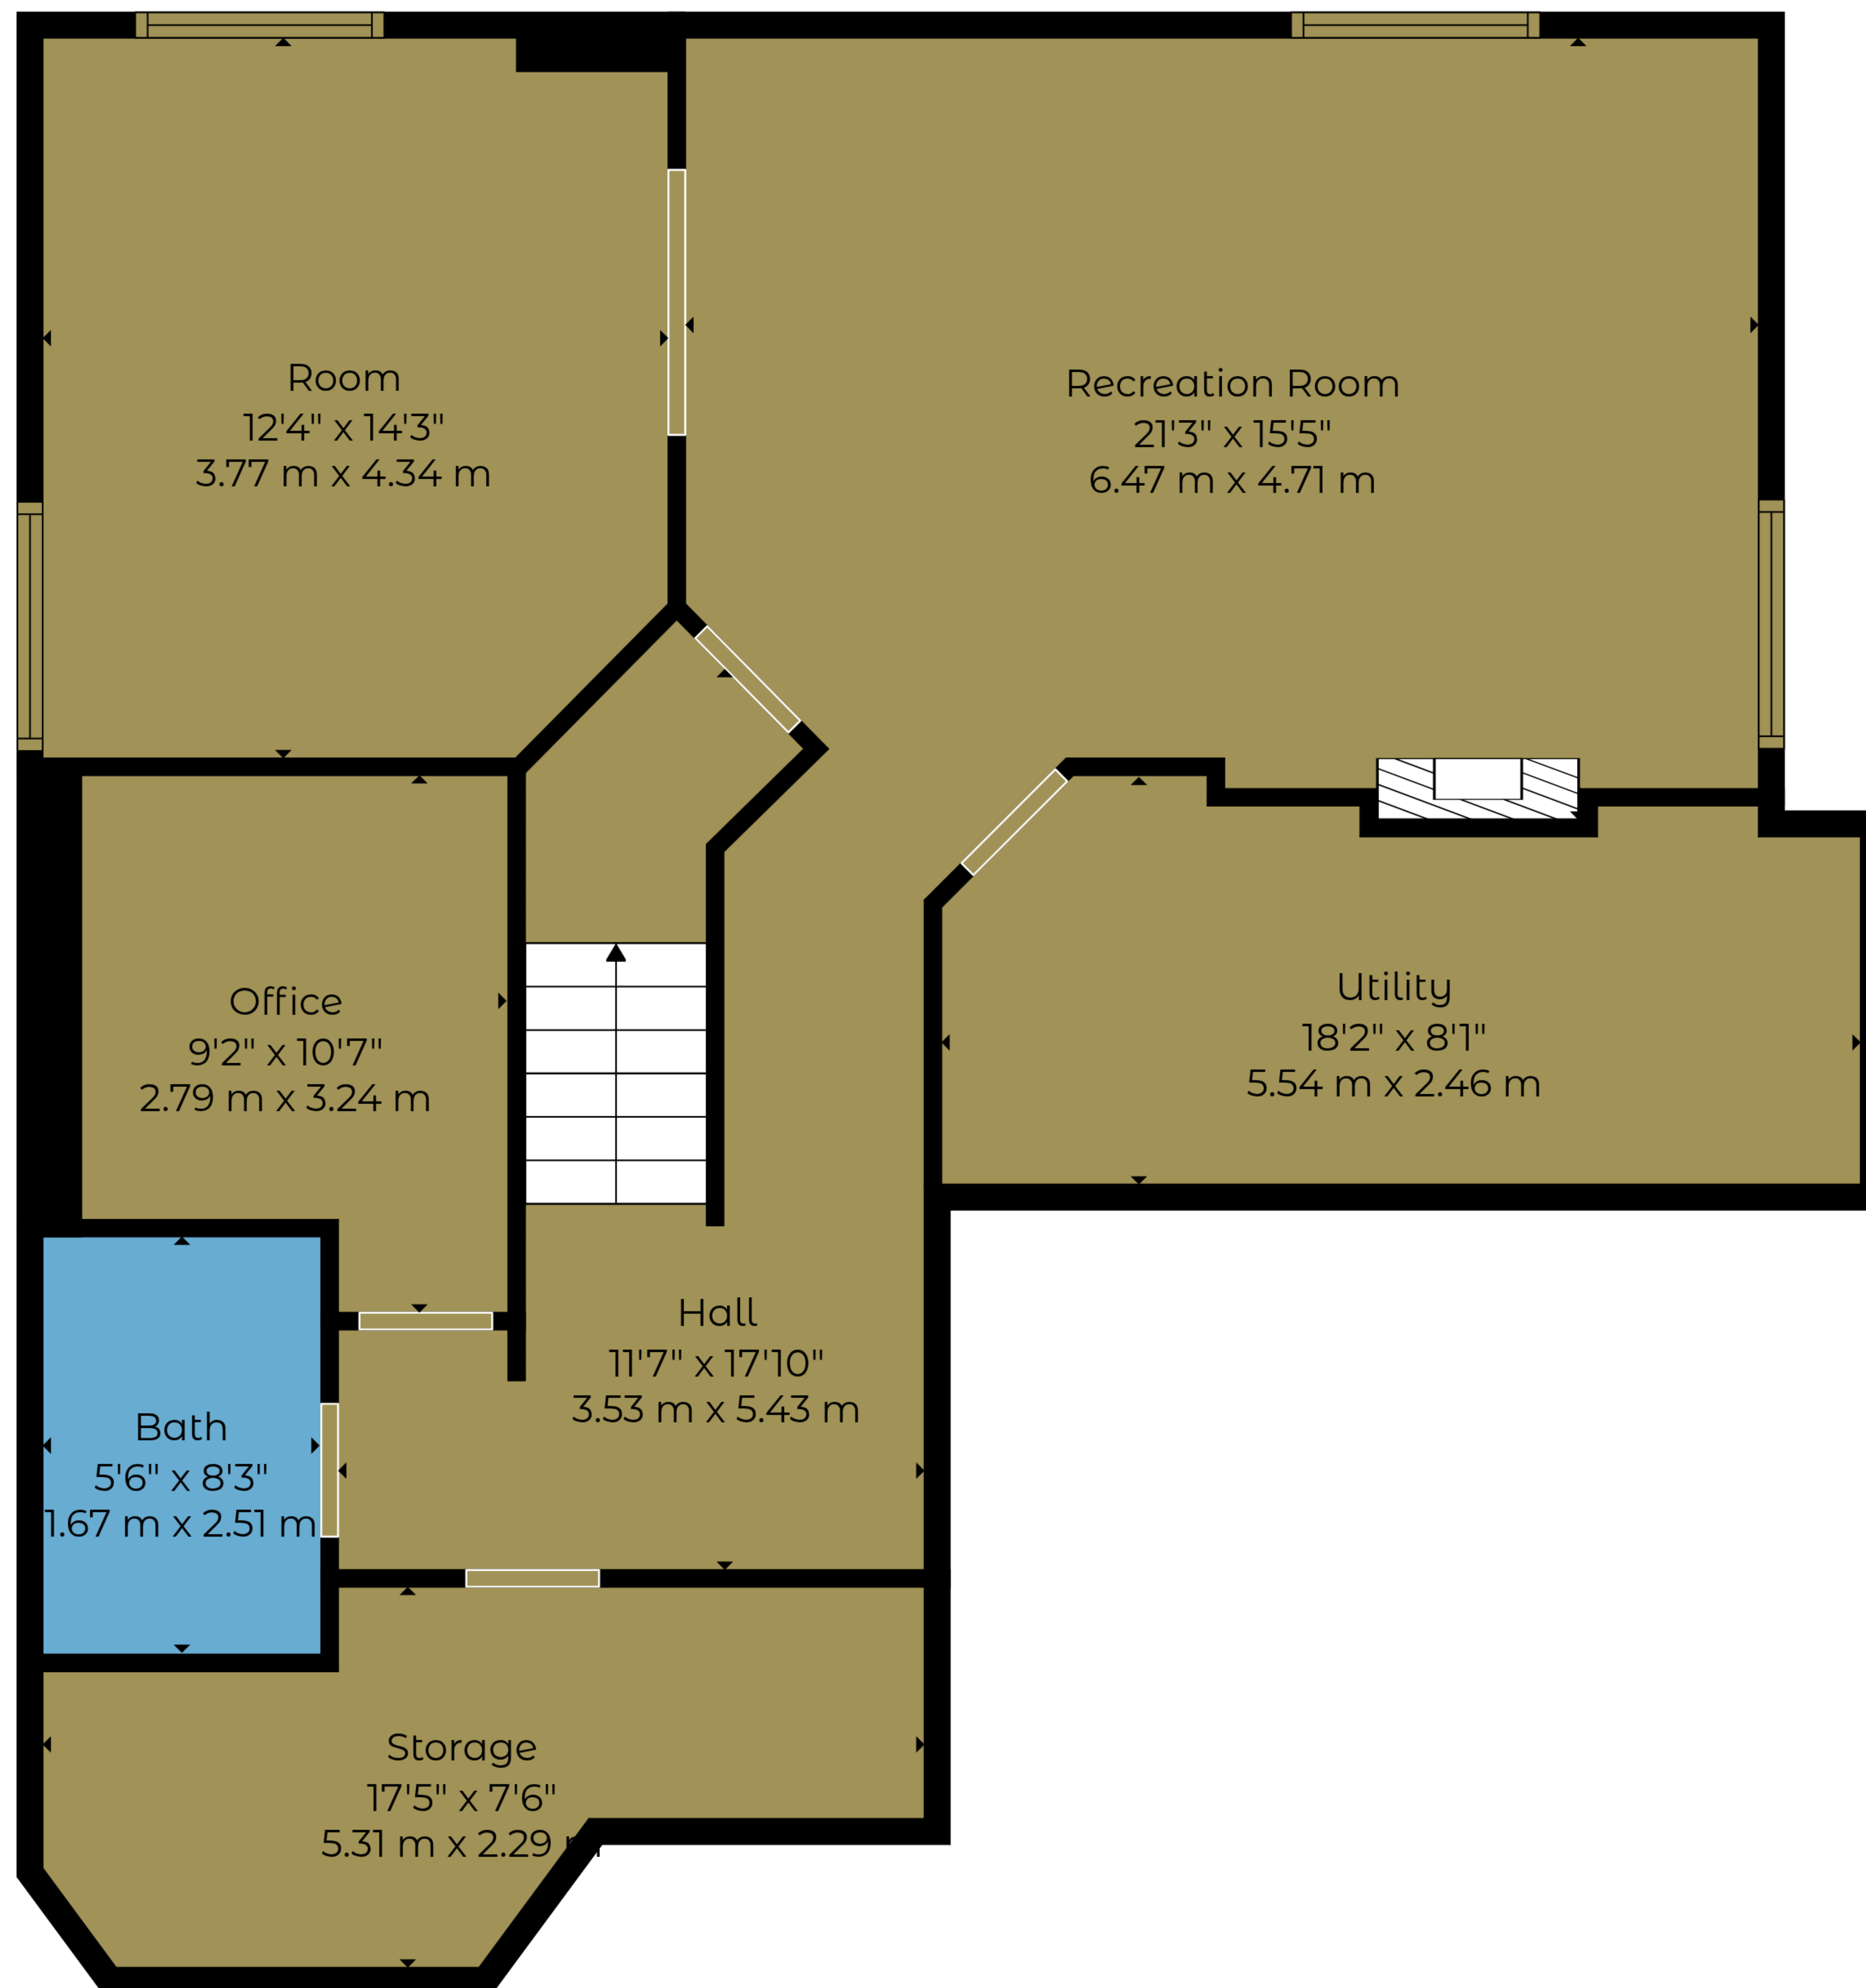 Room
12'4" x 14'3"
3.77 m x 4.34 m
Recreation Room
21'3" x 15'5"
6.47 m x 4.71 m
Office
9'2" x 10'7"
2.79 m x 3.24 m
Utility
18'2" x 8'1"
5.54 m x 2.46 m
Hall
11'7" x 17'10"
3.53 m x 5.43 m
Bath
5'6" x 8'3"
1.67 m x 2.51 m
Storage
17'5" x 7'6"
5.31 m x 2.29 m